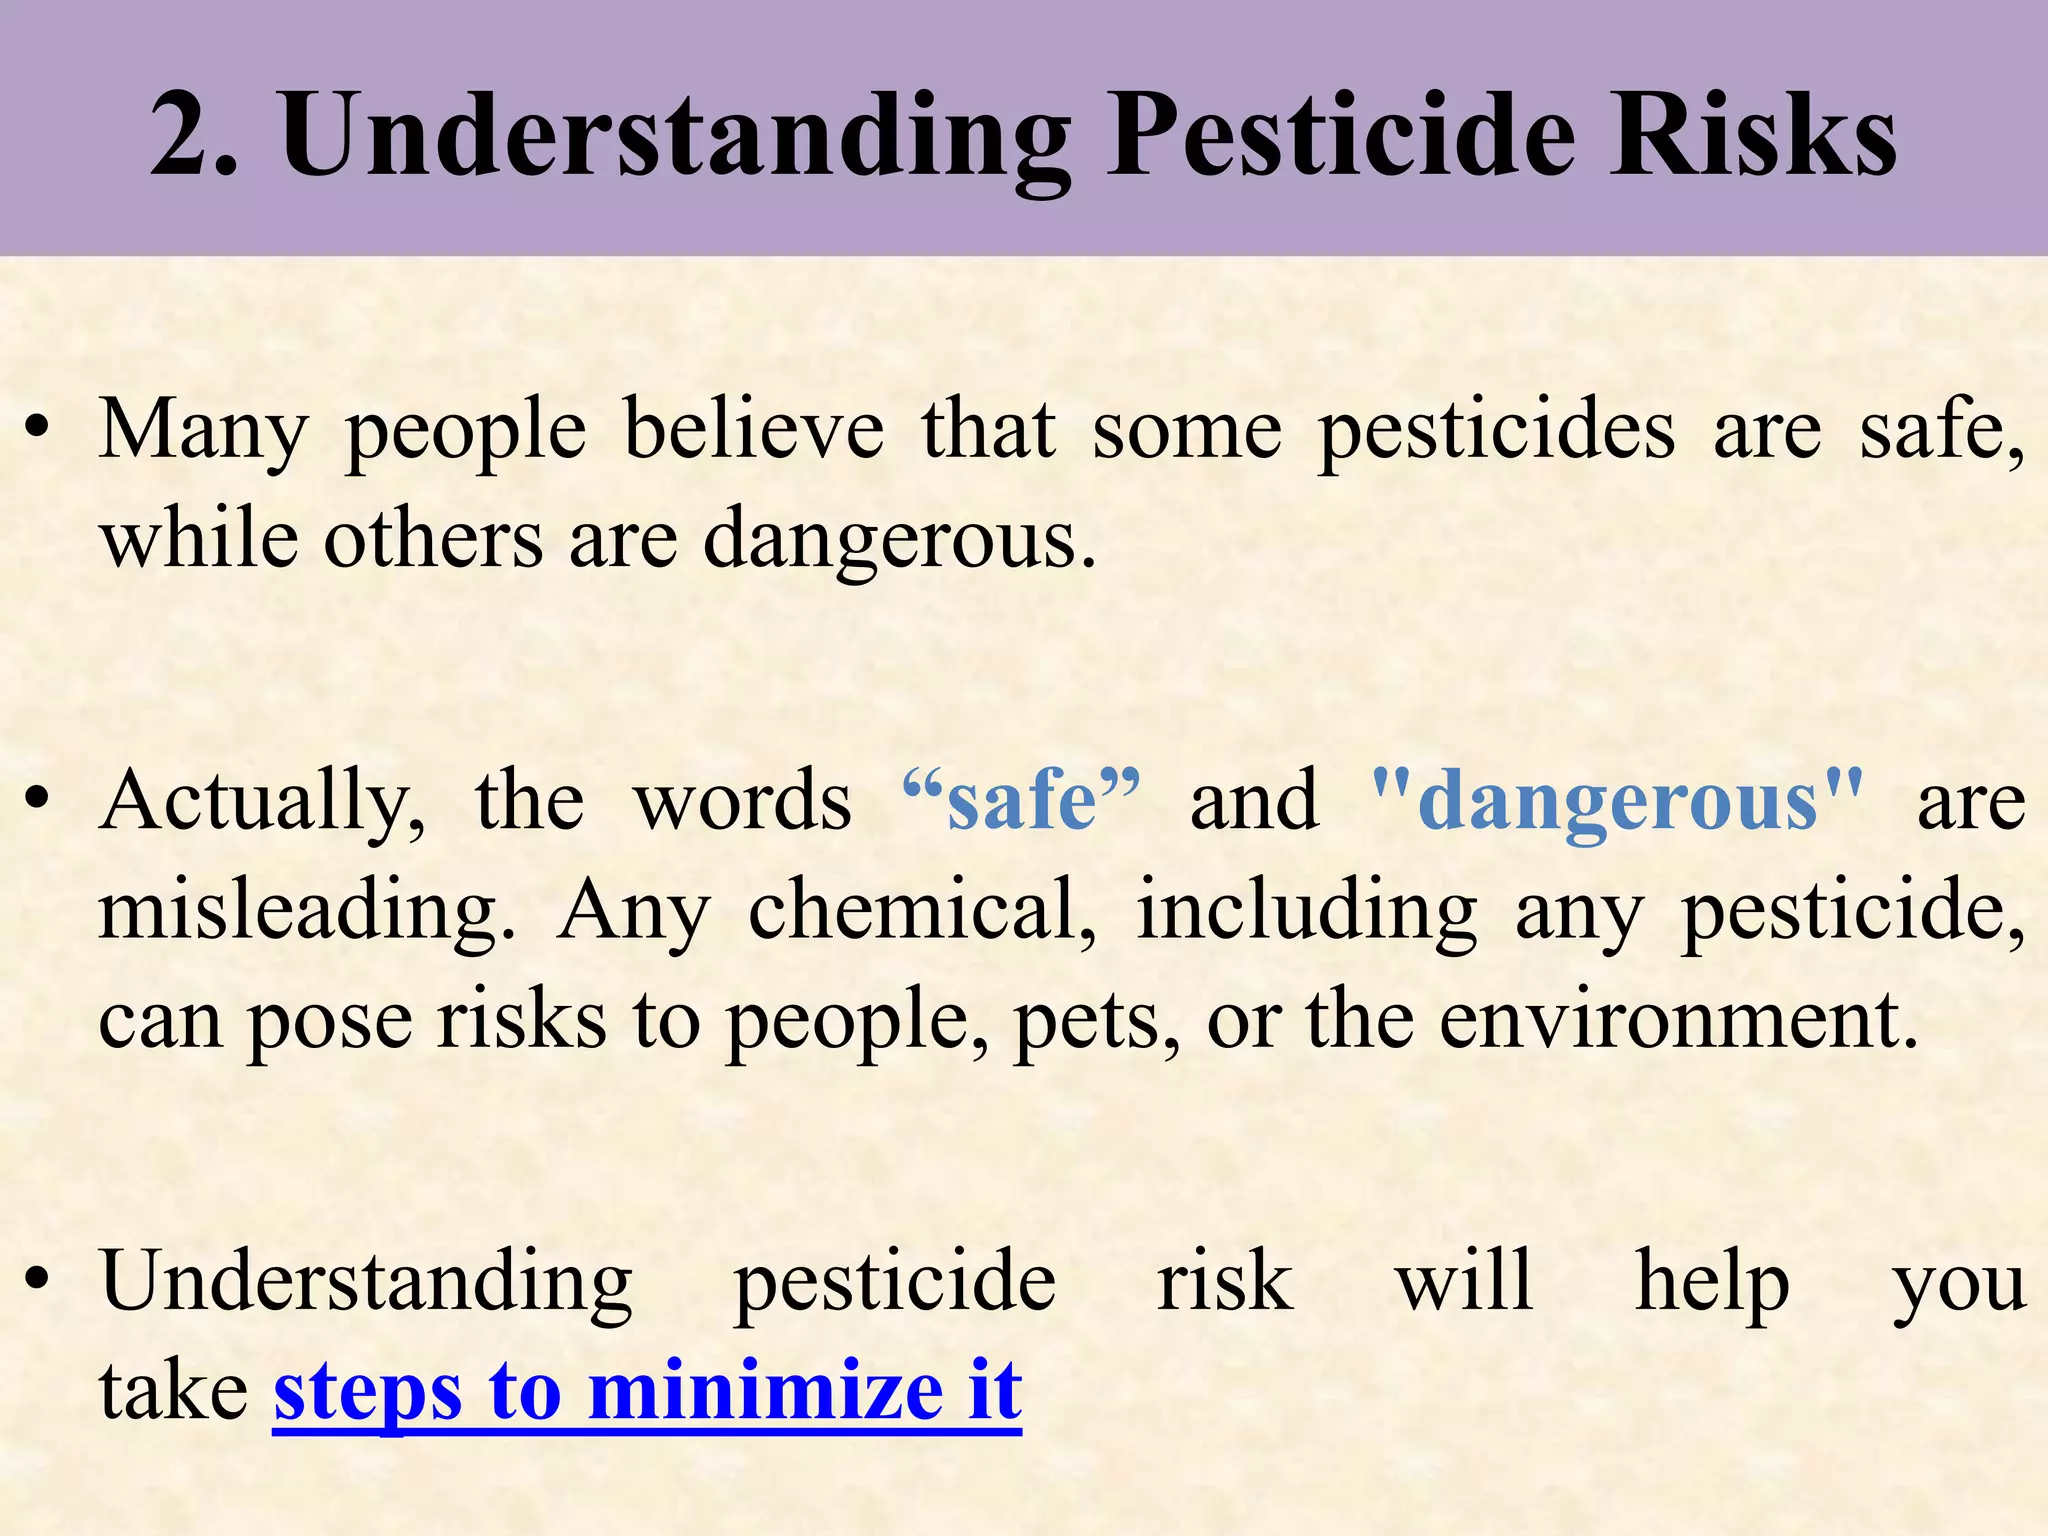 2. Understanding Pesticide Risks
• Many people believe that some pesticides are safe,
while others are dangerous.
• Actually, the words “safe” and "dangerous" are
misleading. Any chemical, including any pesticide,
can pose risks to people, pets, or the environment.
• Understanding pesticide risk will help you
take steps to minimize it